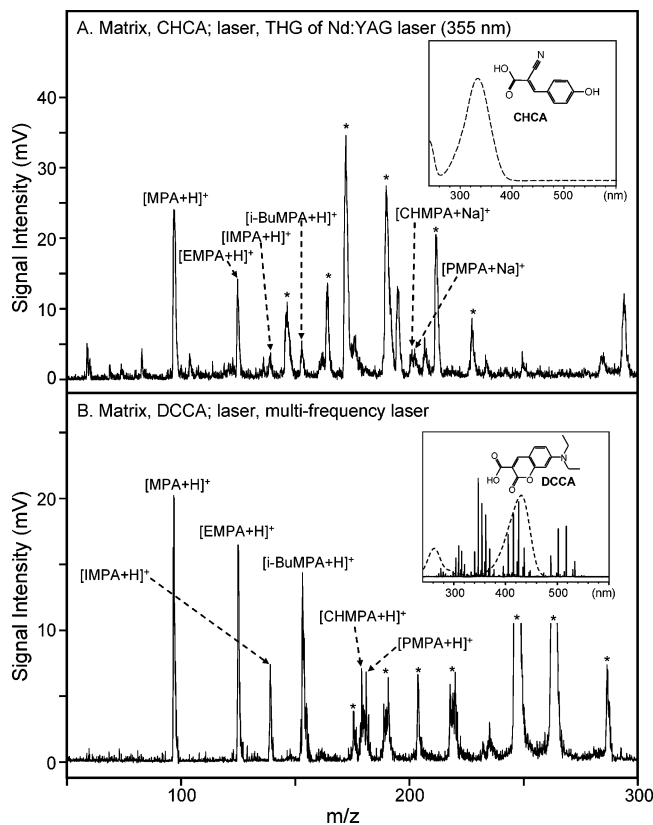 A. Matrix, CHCA; laser, THG of Nd:YAG laser (355 nm)
N
HO
O
OH
CHCA
300 400 500 (nm)
Signal Intensity (mV)
40
30
20
10
0
[MPA+H]⁺
[i-BuMPA+H]⁺
[IMPA+H]⁺
[EMPA+H]⁺
[CHMPA+Na]⁺
[PMPA+Na]⁺
* * * * * * *
B. Matrix, DCCA; laser, multi-frequency laser
O
HO
O
O
N
DCCA
300 400 500 (nm)
Signal Intensity (mV)
20
10
0
[MPA+H]⁺
[EMPA+H]⁺
[i-BuMPA+H]⁺
[IMPA+H]⁺
[CHMPA+H]⁺
[PMPA+H]⁺
* * * * * * *
100 200 300
m/z